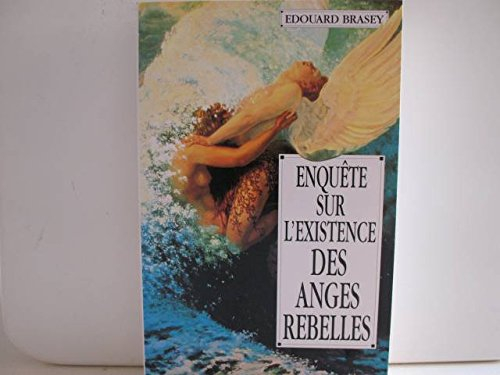 EDOUARD BRASEY
ENQUÊTE
SUR
L'EXISTENCE
DES
ANGES
REBELLES